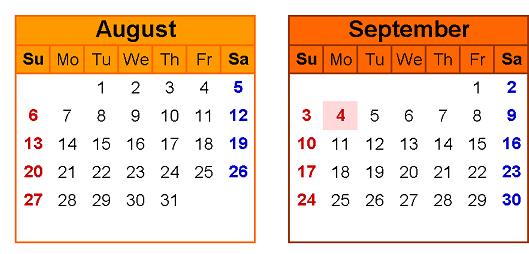 August
Su Mo Tu We Th Fr Sa
1 2 3 4 5
6 7 8 9 10 11 12
13 14 15 16 17 18 19
20 21 22 23 24 25 26
27 28 29 30 31
September
Su Mo Tu We Th Fr Sa
1 2
3 4 5 6 7 8 9
10 11 12 13 14 15 16
17 18 19 20 21 22 23
24 25 26 27 28 29 30